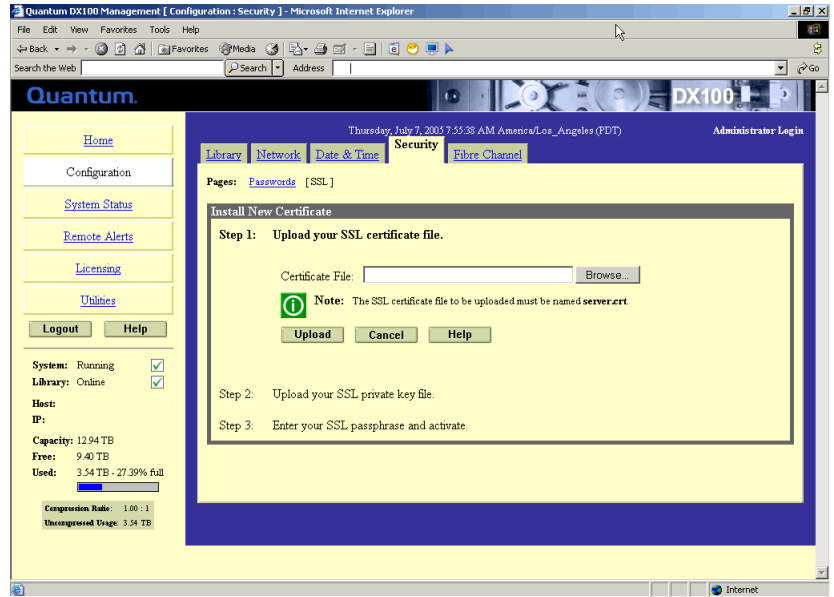 Quantum DX100 Management [ Configuration : Security ] - Microsoft Internet Explorer
File Edit View Favorites Tools Help
Back Favorites Media
Search the Web Search Address Go
Quantum. DX100
Thursday, July 7, 2005 7:55:38 AM America/Los_Angeles (PDT) Administrator Login
Home
Configuration
System Status
Remote Alerts
Licensing
Utilities
Logout Help
System: Running
Library: Online
Host:
IP:
Capacity: 12.94 TB
Free: 9.40 TB
Used: 3.54 TB - 27.39% full
Compression Ratio: 1.00 : 1
Uncompressed Usage: 3.54 TB
Library Network Date & Time Security Fibre Channel
Pages: Passwords [SSL]
Install New Certificate
Step 1: Upload your SSL certificate file.
Certificate File: Browse...
Note: The SSL certificate file to be uploaded must be named server.crt.
Upload Cancel Help
Step 2: Upload your SSL private key file.
Step 3: Enter your SSL passphrase and activate.
Internet